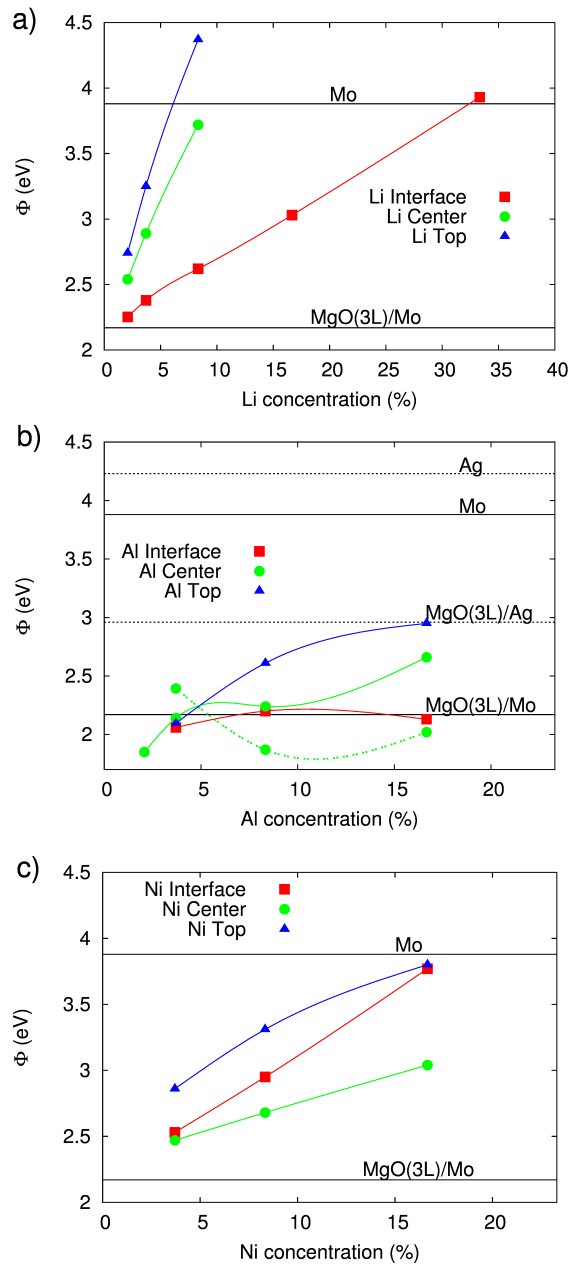 a)
4.5
4
3.5
3
2.5
2
Φ (eV)
Mo
Li Interface
Li Center
Li Top
MgO(3L)/Mo
0 5 10 15 20 25 30 35 40
Li concentration (%)
b)
4.5
4
3.5
3
2.5
2
Φ (eV)
Ag
Mo
Al Interface
Al Center
Al Top
MgO(3L)/Ag
MgO(3L)/Mo
0 5 10 15 20
Al concentration (%)
c)
4.5
4
3.5
3
2.5
2
Φ (eV)
Ni Interface
Ni Center
Ni Top
Mo
MgO(3L)/Mo
0 5 10 15 20
Ni concentration (%)